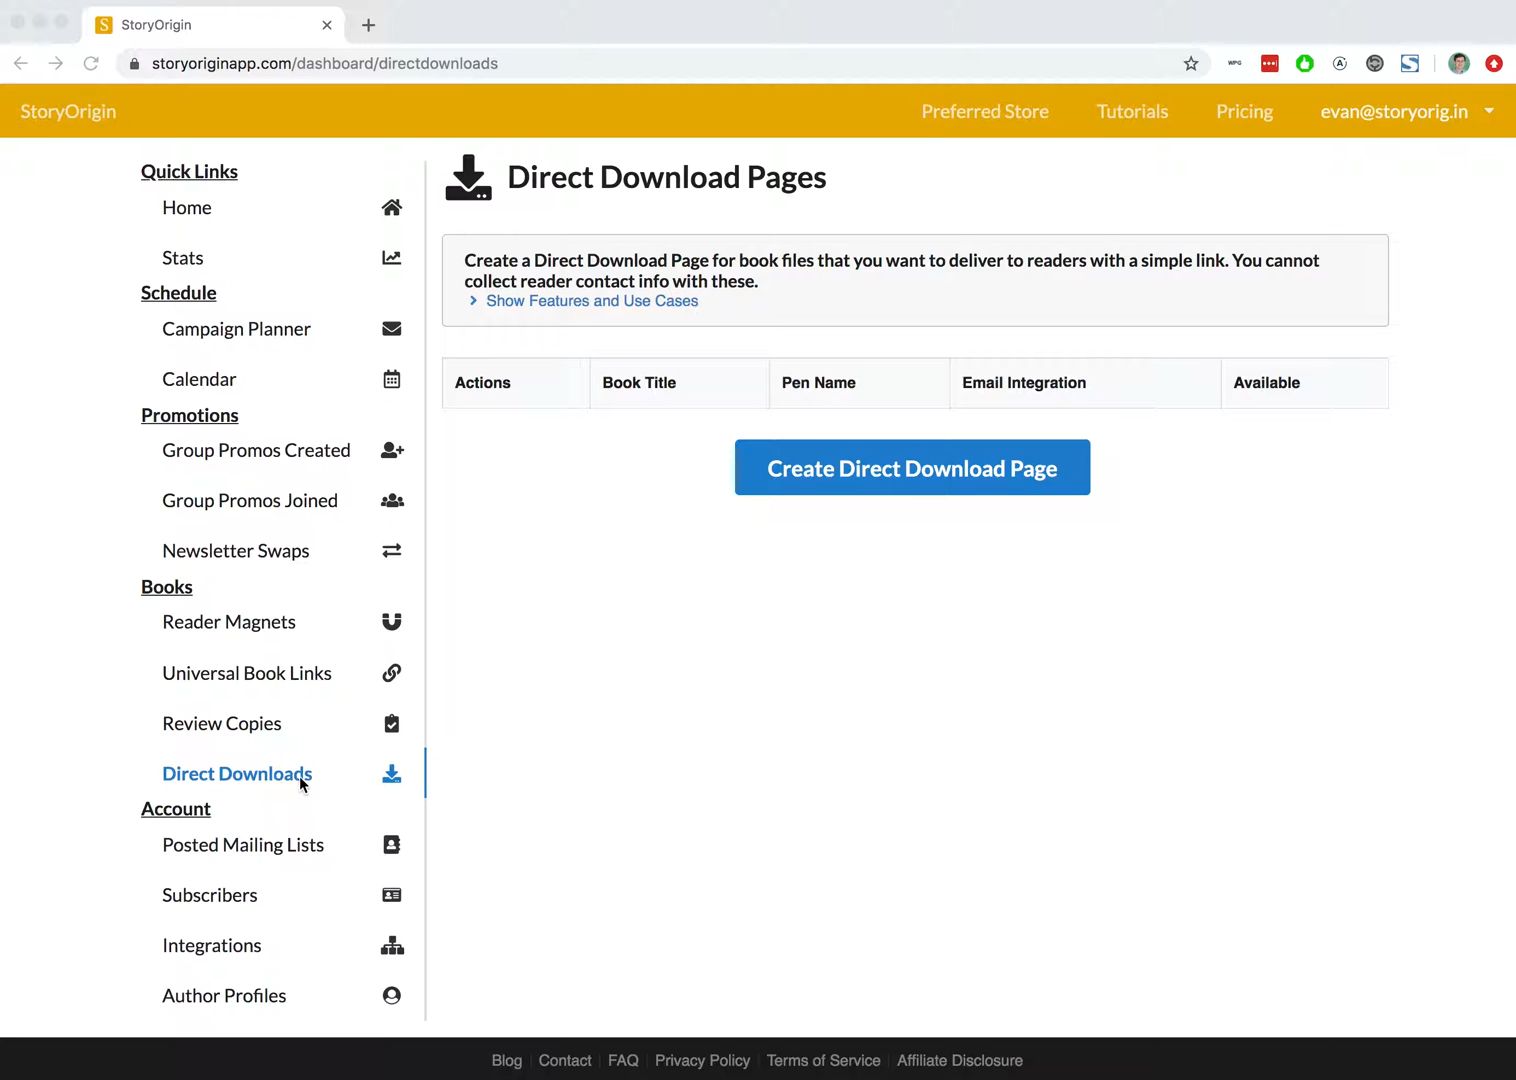 StoryOrigin
storyoriginapp.com/dashboard/directdownloads
StoryOrigin
Preferred Store
Tutorials
Pricing
evan@storyorig.in
Quick Links
Home
Stats
Schedule
Campaign Planner
Calendar
Promotions
Group Promos Created
Group Promos Joined
Newsletter Swaps
Books
Reader Magnets
Universal Book Links
Review Copies
Direct Downloads
Account
Posted Mailing Lists
Subscribers
Integrations
Author Profiles
Direct Download Pages
Create a Direct Download Page for book files that you want to deliver to readers with a simple link. You cannot
collect reader contact info with these.
Show Features and Use Cases
Actions
Book Title
Pen Name
Email Integration
Available
Create Direct Download Page
Blog
Contact
FAQ
Privacy Policy
Terms of Service
Affiliate Disclosure